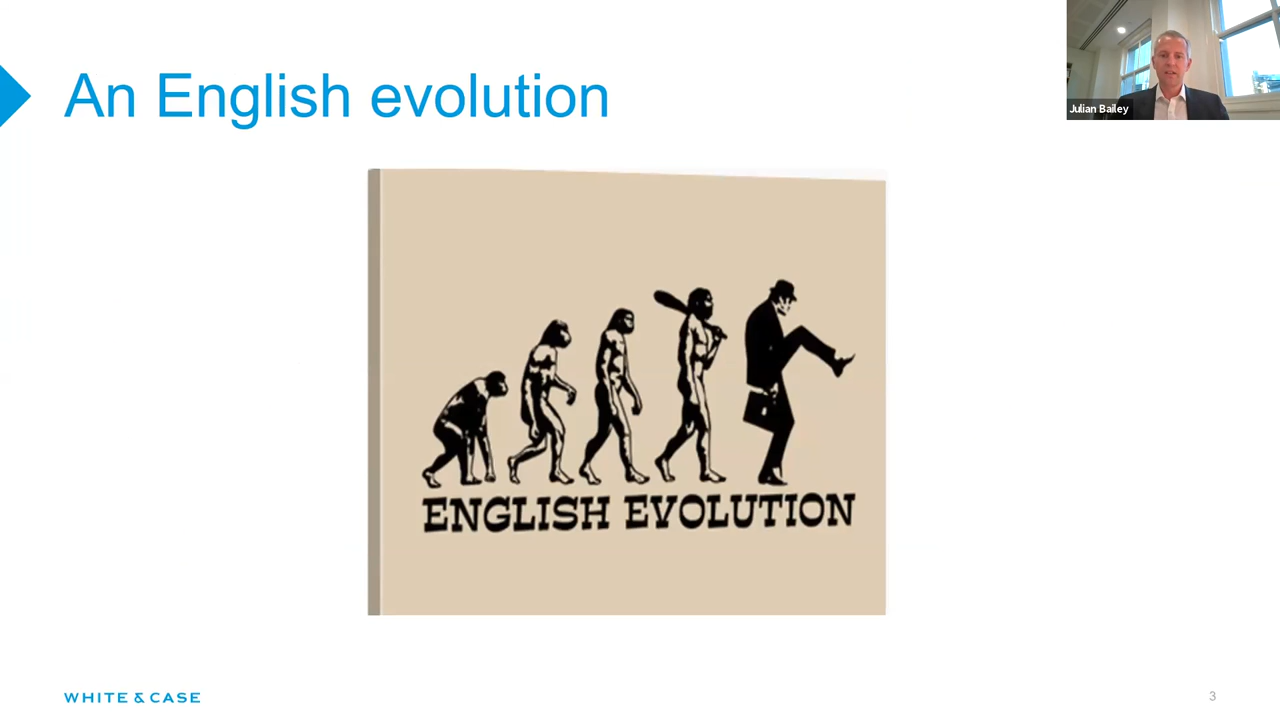 An English evolution
Julian Bailey
ENGLISH EVOLUTION
WHITE & CASE
3